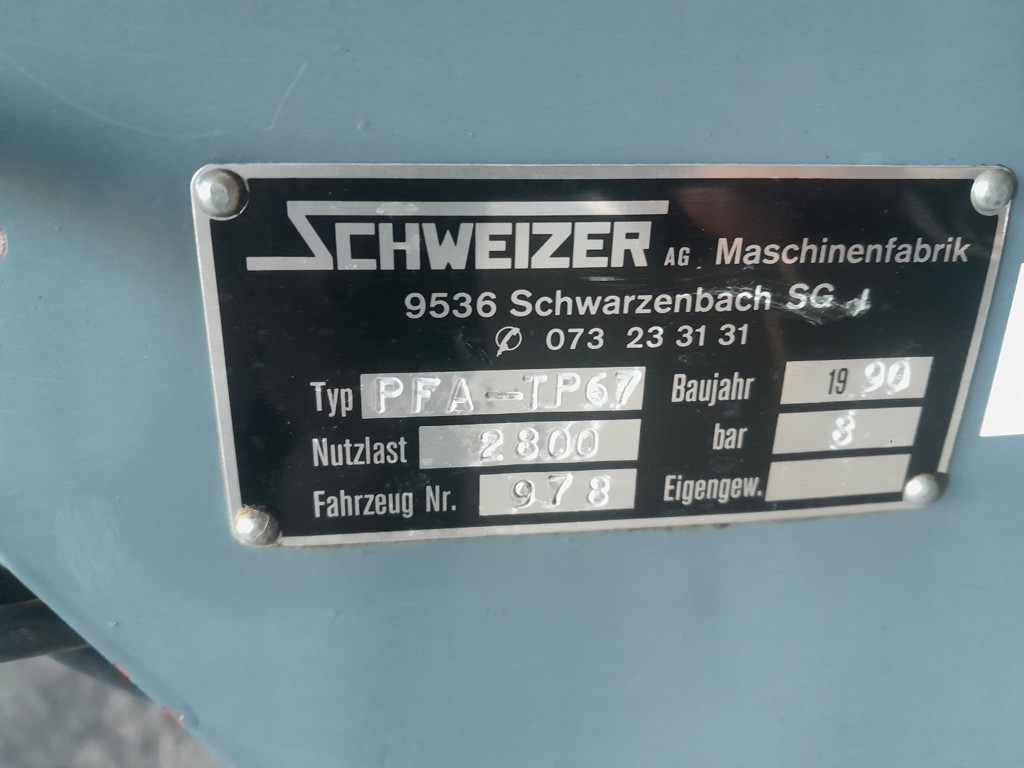 SCHWEIZER AG Maschinenfabrik
9536 Schwarzenbach SG
073 23 31 31
Typ PFA-TP67 Baujahr 1990
Nutzlast 2800 bar 8
Fahrzeug Nr. 978 Eigengew.